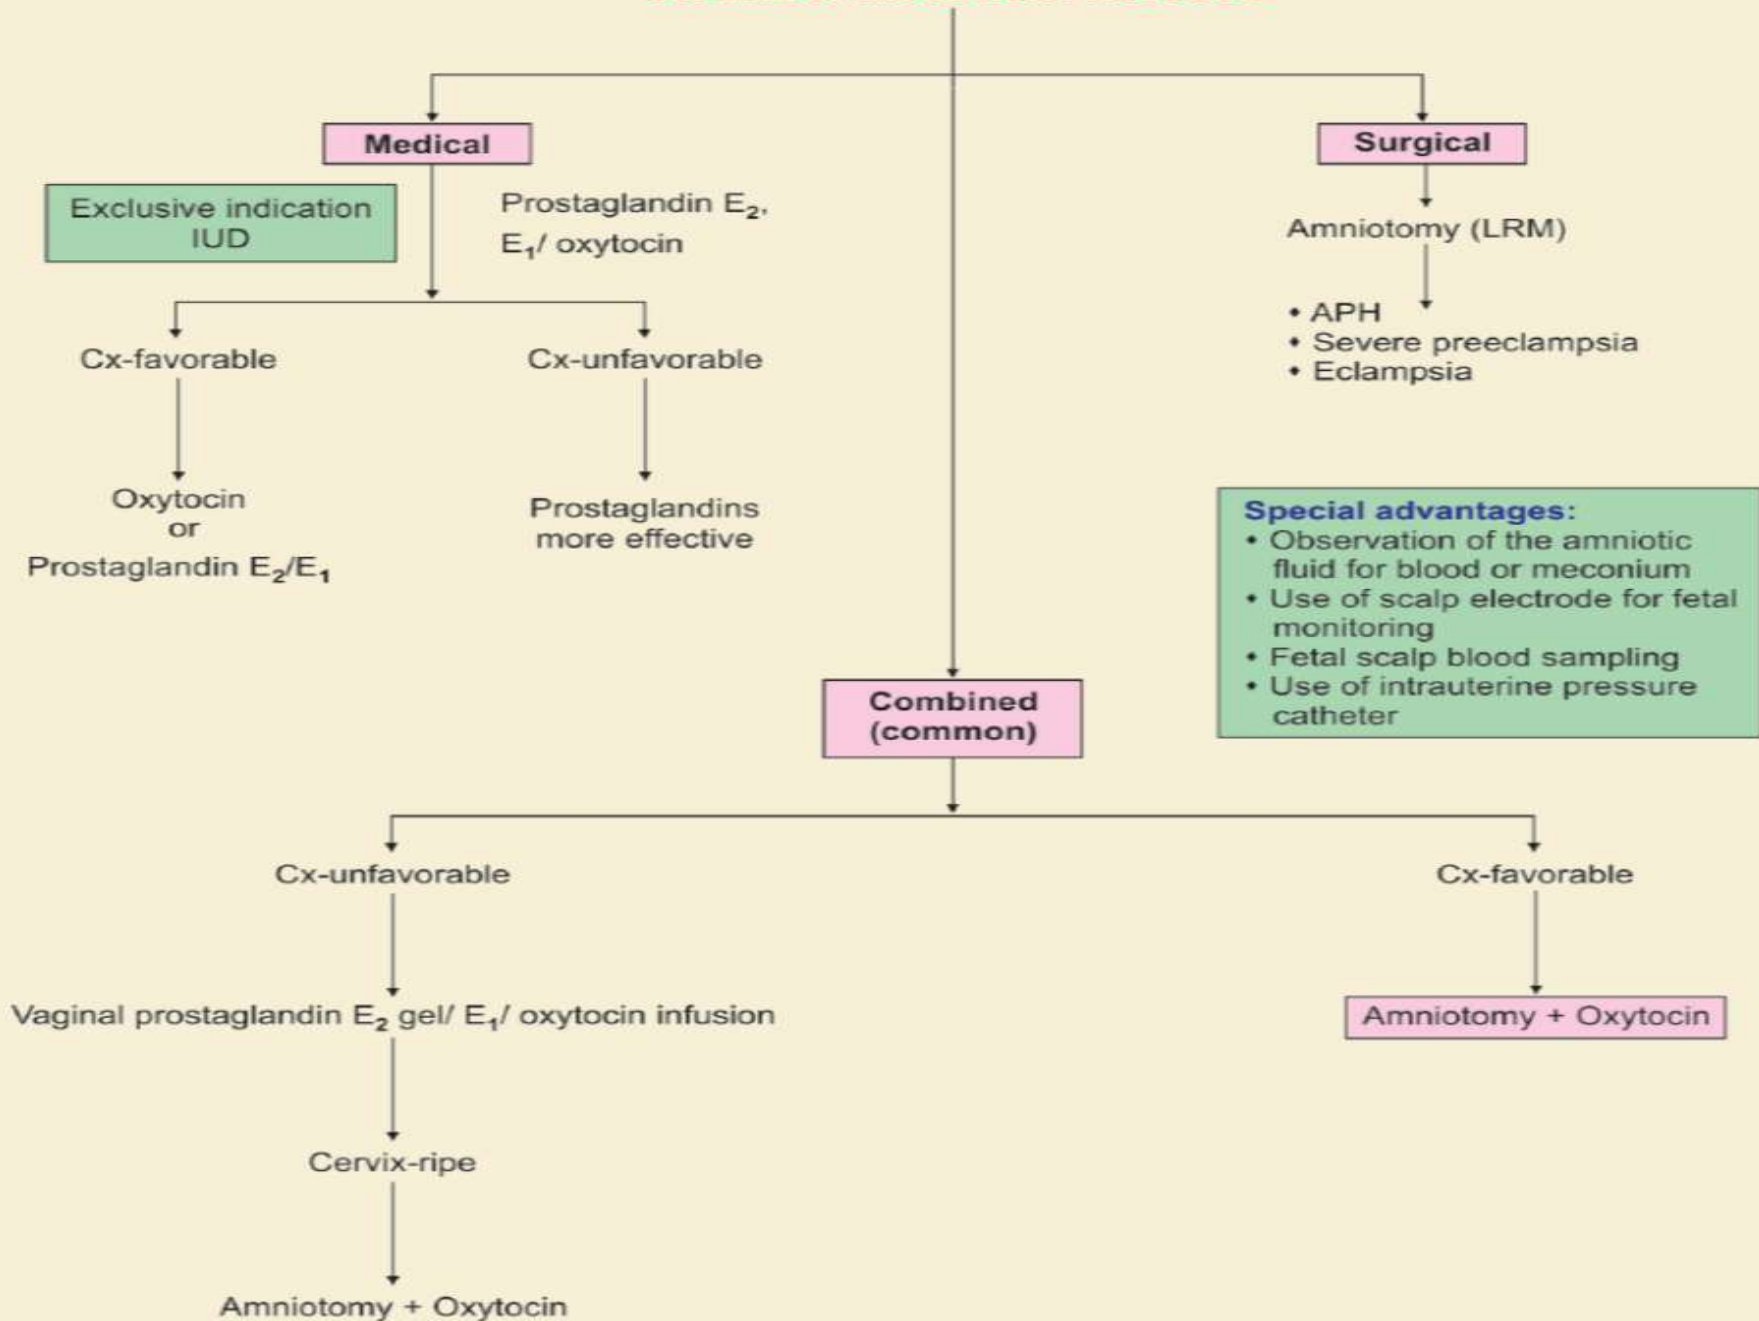 Medical
Surgical
Exclusive indication
IUD
Prostaglandin E₂,
E₁/ oxytocin
Amniotomy (LRM)
• APH
• Severe preeclampsia
• Eclampsia
Cx-favorable
Cx-unfavorable
Oxytocin
or
Prostaglandin E₂/E₁
Prostaglandins
more effective
Special advantages:
• Observation of the amniotic
fluid for blood or meconium
• Use of scalp electrode for fetal
monitoring
• Fetal scalp blood sampling
• Use of intrauterine pressure
catheter
Combined
(common)
Cx-unfavorable
Cx-favorable
Vaginal prostaglandin E₂ gel/ E₁/ oxytocin infusion
Amniotomy + Oxytocin
Cervix-ripe
Amniotomy + Oxytocin